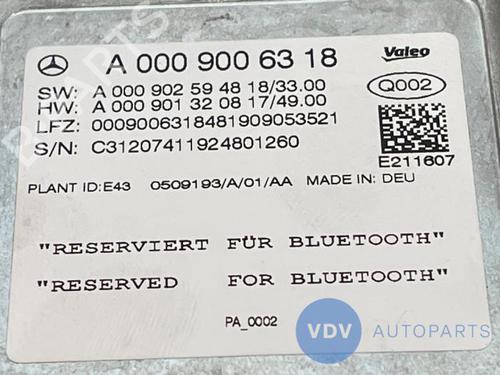 A 000 900 63 18
Valeo
SW: A 000 902 59 48 18/33.00
HW: A 000 901 32 08 17/49.00
LFZ: 0009006318481909053521
S/N: C31207411924801260
Q002
E211607
PLANT ID:E43 0509193/A/01/AA MADE IN: DEU
"RESERVIERT FÜR BLUETOOTH"
"RESERVED FOR BLUETOOTH"
PA_0002
VDV AUTOPARTS